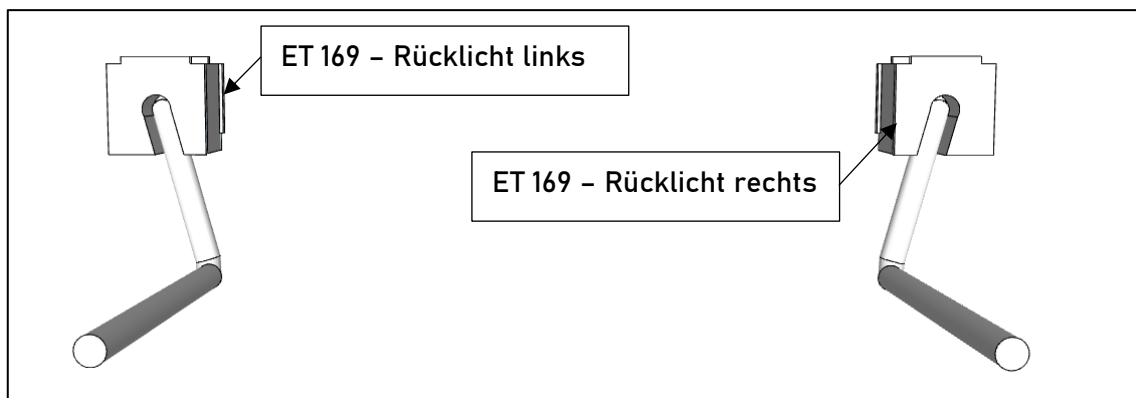 ET 169 – Rücklicht links
ET 169 – Rücklicht rechts